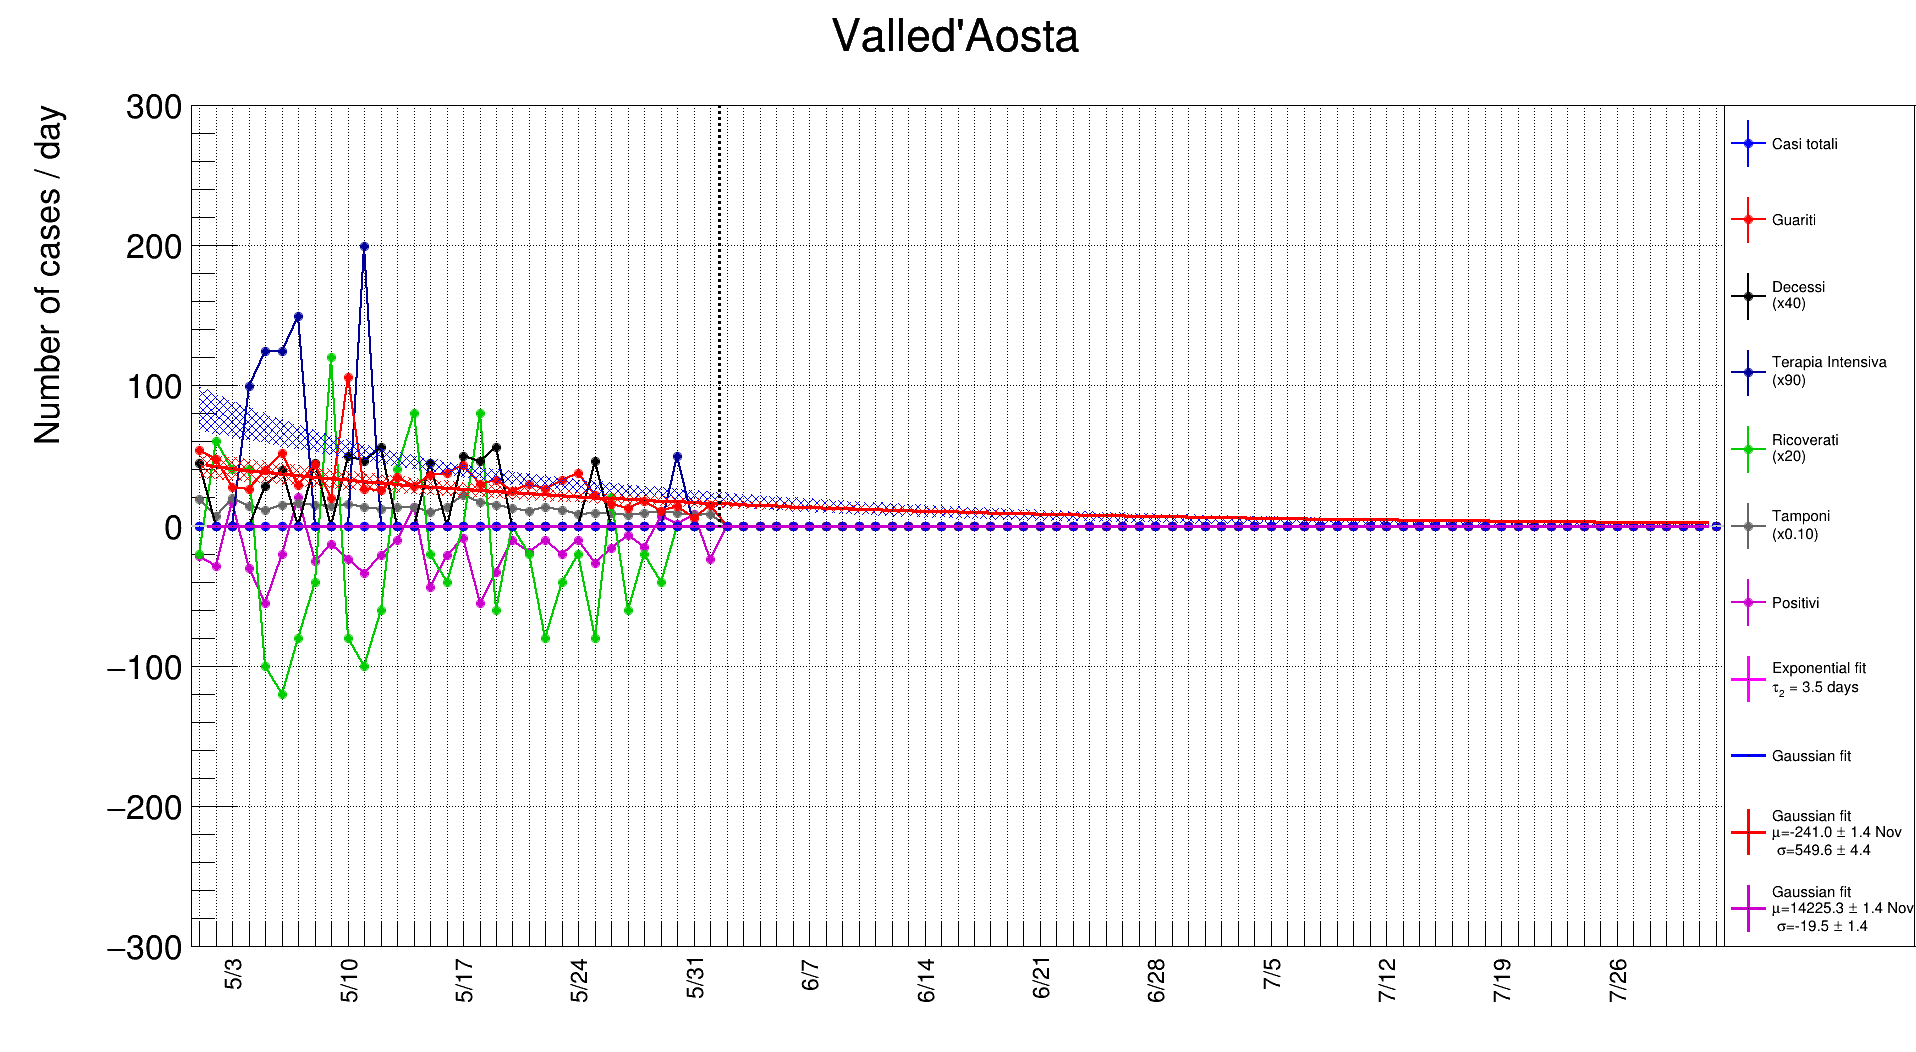 Valled'Aosta
Number of cases / day
300
200
100
0
−100
−200
−300
5/3
5/10
5/17
5/24
5/31
6/7
6/14
6/21
6/28
7/5
7/12
7/19
7/26
Casi totali
Guariti
Decessi
(x40)
Terapia Intensiva
(x90)
Ricoverati
(x20)
Tamponi
(x0.10)
Positivi
Exponential fit
τ2 = 3.5 days
Gaussian fit
Gaussian fit
μ=-241.0 ± 1.4 Nov
σ=549.6 ± 4.4
Gaussian fit
μ=14225.3 ± 1.4 Nov
σ=-19.5 ± 1.4